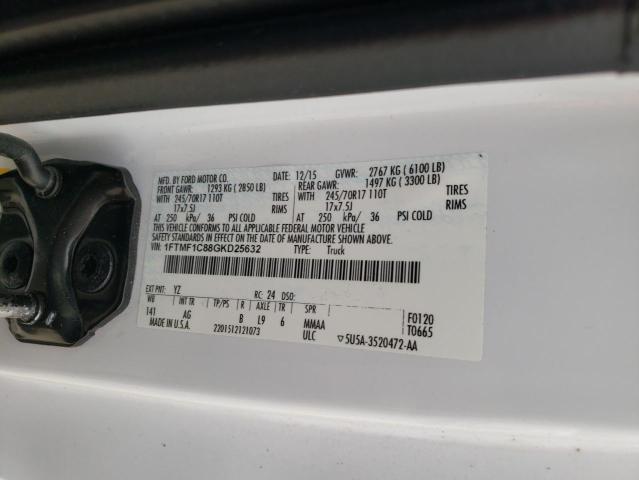 MFD. BY FORD MOTOR CO.
DATE: 12/15 GVWR: 2767 KG ( 6100 LB)
FRONT GAWR: 1293 KG ( 2850 LB) REAR GAWR: 1497 KG ( 3300 LB)
WITH 245/70R17 110T TIRES WITH 245/70R17 110T TIRES
17x7.5J RIMS 17x7.5J RIMS
AT 250 kPa/ 36 PSI COLD AT 250 kPa/ 36 PSI COLD
THIS VEHICLE CONFORMS TO ALL APPLICABLE FEDERAL MOTOR VEHICLE
SAFETY STANDARDS IN EFFECT ON THE DATE OF MANUFACTURE SHOWN ABOVE.
VIN: 1FTMF1C88GKD25632 TYPE: Truck
EXT PNT: YZ RC: 24 DSO:
WB INT TR TP/PS R AXLE TR SPR
141 AG B L9 6 MMAA F0120
MADE IN U.S.A. 2201512121073 ULC T0665
▽5U5A-3520472-AA